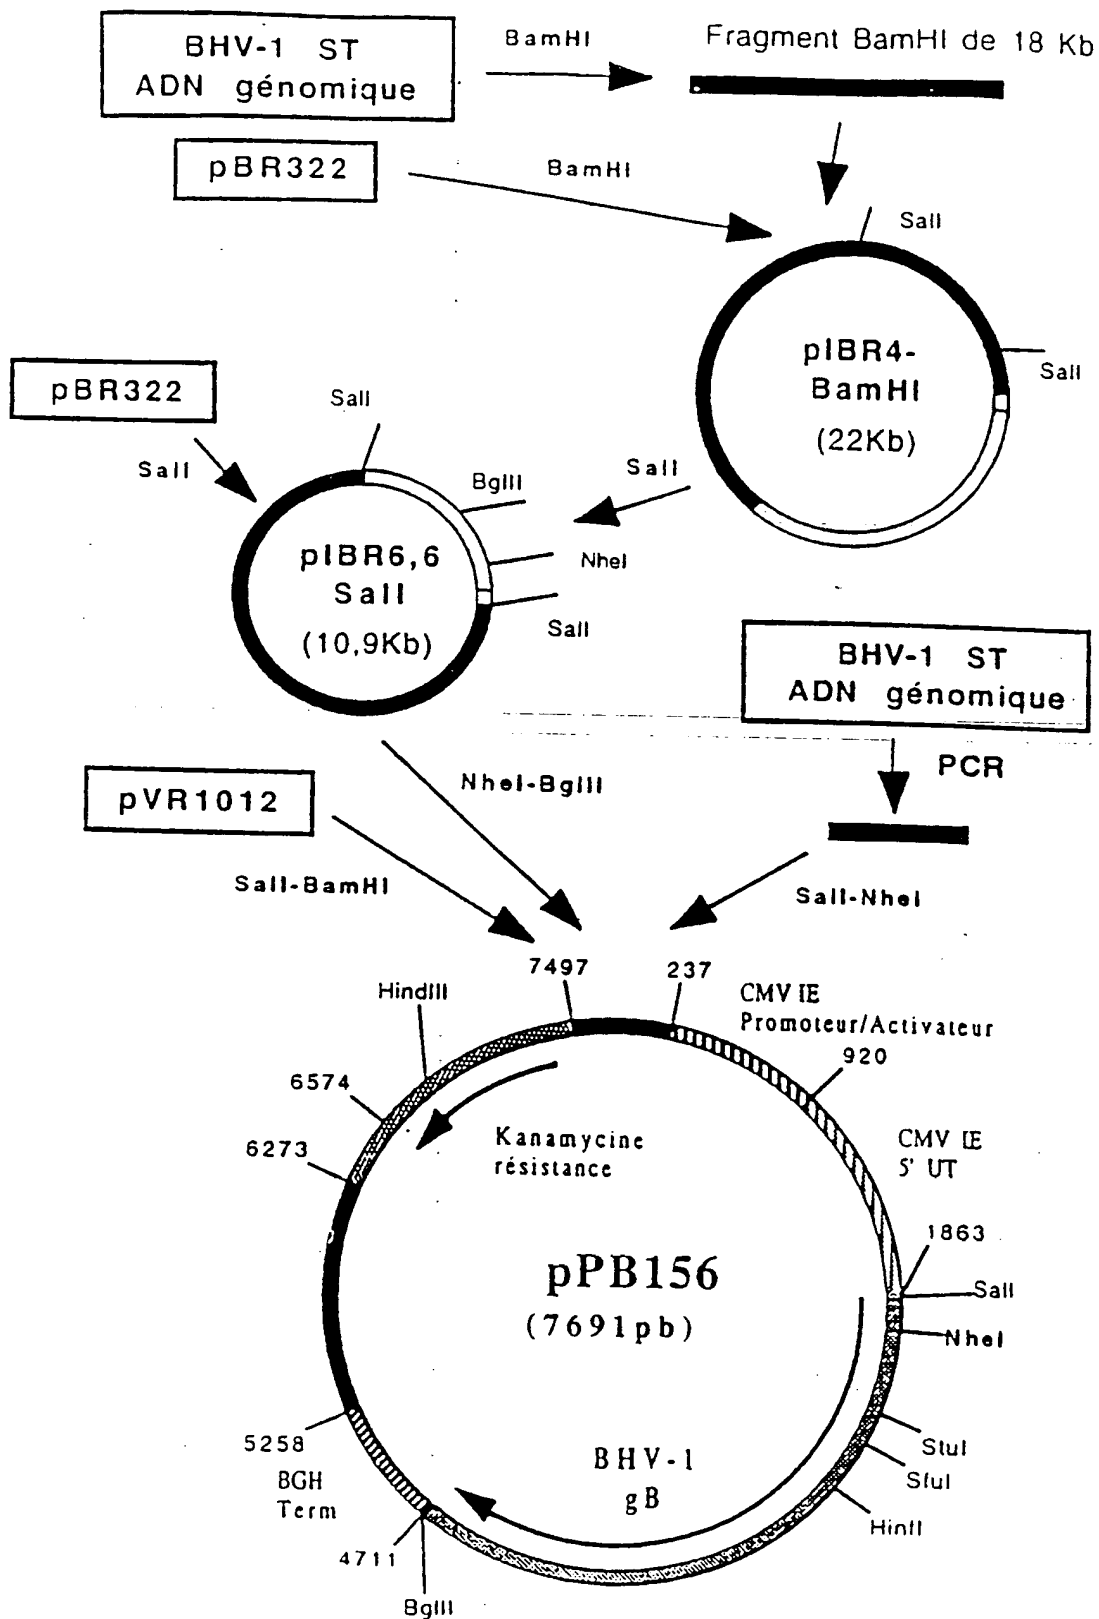 BHV-1 ST
ADN génomique
BamHI
Fragment BamHI de 18 Kb
pBR322
BamHI
SalI
pIBR4-
BamHI
(22Kb)
SalI
pBR322
SalI
SalI
SalI
BglII
NheI
SalI
pIBR6,6
SalI
(10,9Kb)
BHV-1 ST
ADN génomique
PCR
NheI-BglII
pVR1012
SalI-BamHI
SalI-NheI
7497
237
HindIII
CMV IE
Promoteur/Activateur
920
6574
6273
Kanamycine
résistance
CMV IE
5' UT
1863
SalI
NheI
pPB156
(7691pb)
StuI
SfuI
HinfI
BHV-1
gB
5258
BGH
Term
4711
BglII